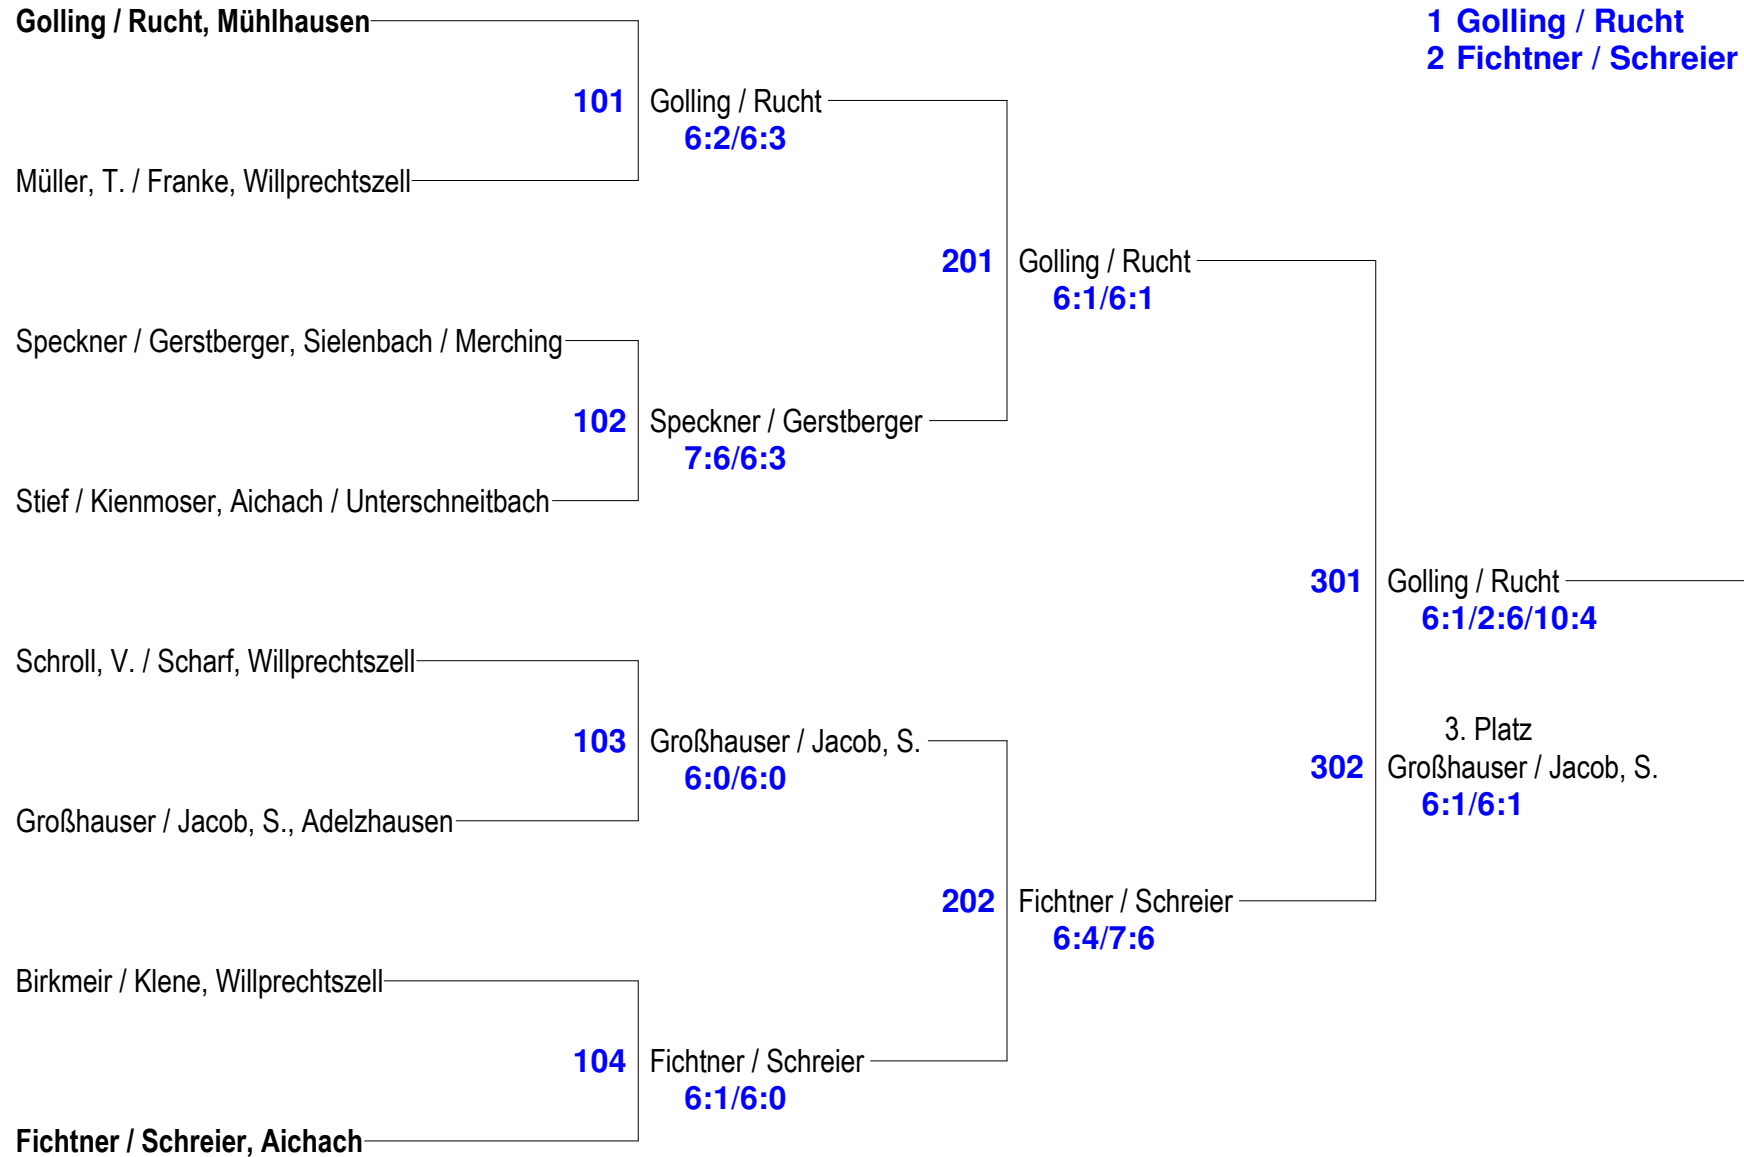 Golling / Rucht, Mühlhausen
1 Golling / Rucht
2 Fichtner / Schreier
101 Golling / Rucht
6:2/6:3
Müller, T. / Franke, Willprechtszell
201 Golling / Rucht
6:1/6:1
Speckner / Gerstberger, Sielenbach / Merching
102 Speckner / Gerstberger
7:6/6:3
Stief / Kienmoser, Aichach / Unterschneitbach
301 Golling / Rucht
6:1/2:6/10:4
Schroll, V. / Scharf, Willprechtszell
3. Platz
103 Großhauser / Jacob, S.
6:0/6:0
302 Großhauser / Jacob, S.
6:1/6:1
Großhauser / Jacob, S., Adelzhausen
202 Fichtner / Schreier
6:4/7:6
Birkmeir / Klene, Willprechtszell
104 Fichtner / Schreier
6:1/6:0
Fichtner / Schreier, Aichach